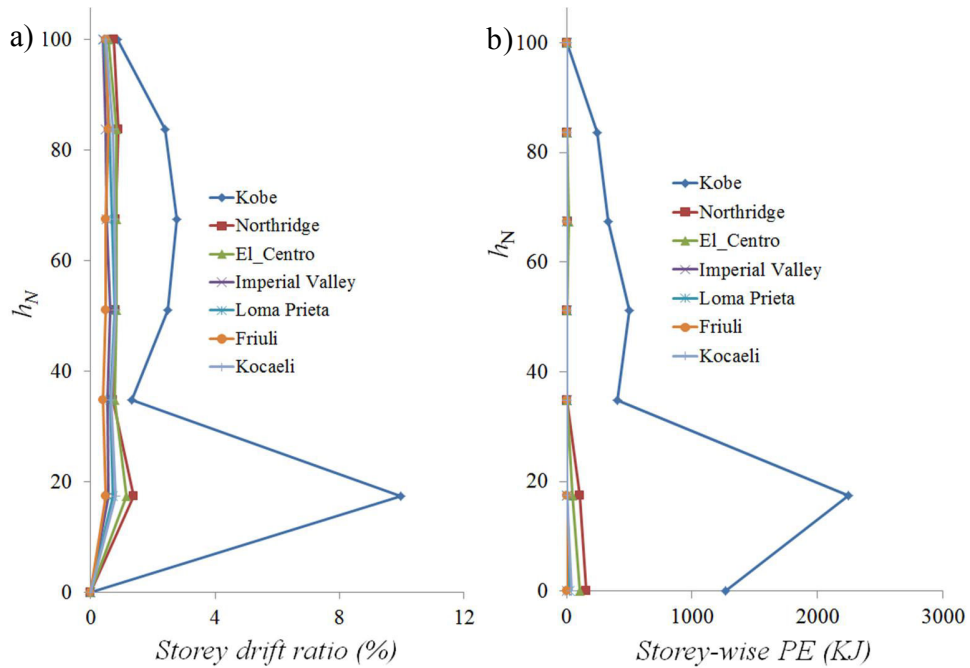 a)
100
80
60
40
20
0
h_N
Kobe
Northridge
El_Centro
Imperial Valley
Loma Prieta
Friuli
Kocaeli
0 4 8 12
Storey drift ratio (%)
b)
100
80
60
40
20
0
h_N
Kobe
Northridge
El_Centro
Imperial Valley
Loma Prieta
Friuli
Kocaeli
0 1000 2000 3000
Storey-wise PE (KJ)